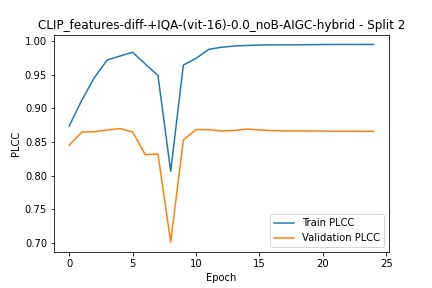 CLIP_features-diff-+IQA-(vit-16)-0.0_noB-AIGC-hybrid - Split 2
1.00
0.95
0.90
0.85
0.80
0.75
0.70
PLCC
Train PLCC
Validation PLCC
0 5 10 15 20 25
Epoch